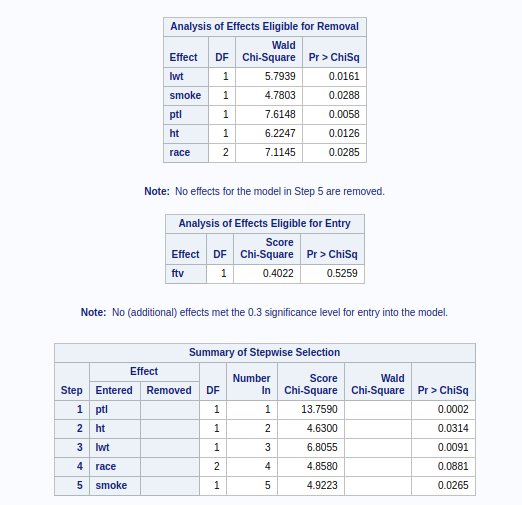 Analysis of Effects Eligible for Removal
Wald
Effect DF Chi-Square Pr > ChiSq
lwt 1 5.7939 0.0161
smoke 1 4.7803 0.0288
ptl 1 7.6148 0.0058
ht 1 6.2247 0.0126
race 2 7.1145 0.0285
Note: No effects for the model in Step 5 are removed.
Analysis of Effects Eligible for Entry
Score
Effect DF Chi-Square Pr > ChiSq
ftv 1 0.4022 0.5259
Note: No (additional) effects met the 0.3 significance level for entry into the model.
Summary of Stepwise Selection
Effect
Number Score Wald
Step Entered Removed DF In Chi-Square Chi-Square Pr > ChiSq
1 ptl 1 1 13.7590 0.0002
2 ht 1 2 4.6300 0.0314
3 lwt 1 3 6.8055 0.0091
4 race 2 4 4.8580 0.0881
5 smoke 1 5 4.9223 0.0265